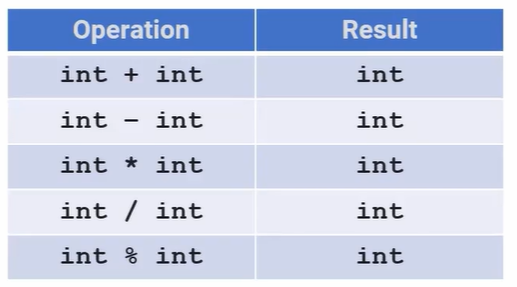 Operation Result
int + int int
int – int int
int * int int
int / int int
int % int int